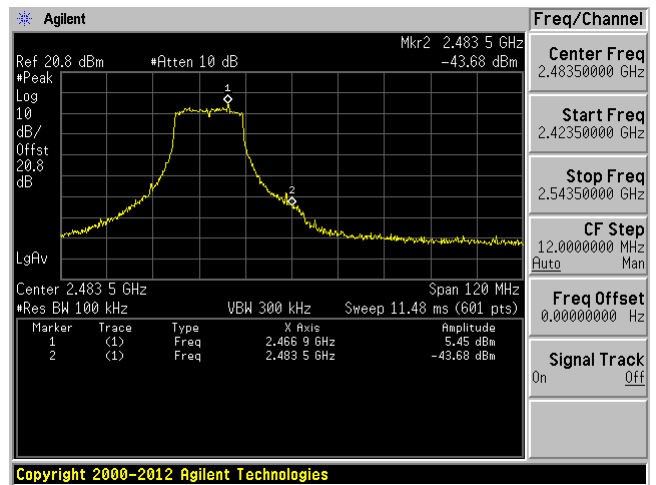 Agilent
Freq/Channel
Mkr2 2.483 5 GHz
Ref 20.8 dBm #Atten 10 dB -43.68 dBm
#Peak
Log
10
dB/
Offst
20.8
dB
LgAv
1
2
Center 2.483 5 GHz Span 120 MHz
#Res BW 100 kHz VBW 300 kHz Sweep 11.48 ms (601 pts)
Marker Trace Type X Axis Amplitude
1 (1) Freq 2.466 9 GHz 5.45 dBm
2 (1) Freq 2.483 5 GHz -43.68 dBm
Center Freq
2.48350000 GHz
Start Freq
2.42350000 GHz
Stop Freq
2.54350000 GHz
CF Step
12.0000000 MHz
Auto Man
Freq Offset
0.00000000 Hz
Signal Track
On Off
Copyright 2000-2012 Agilent Technologies